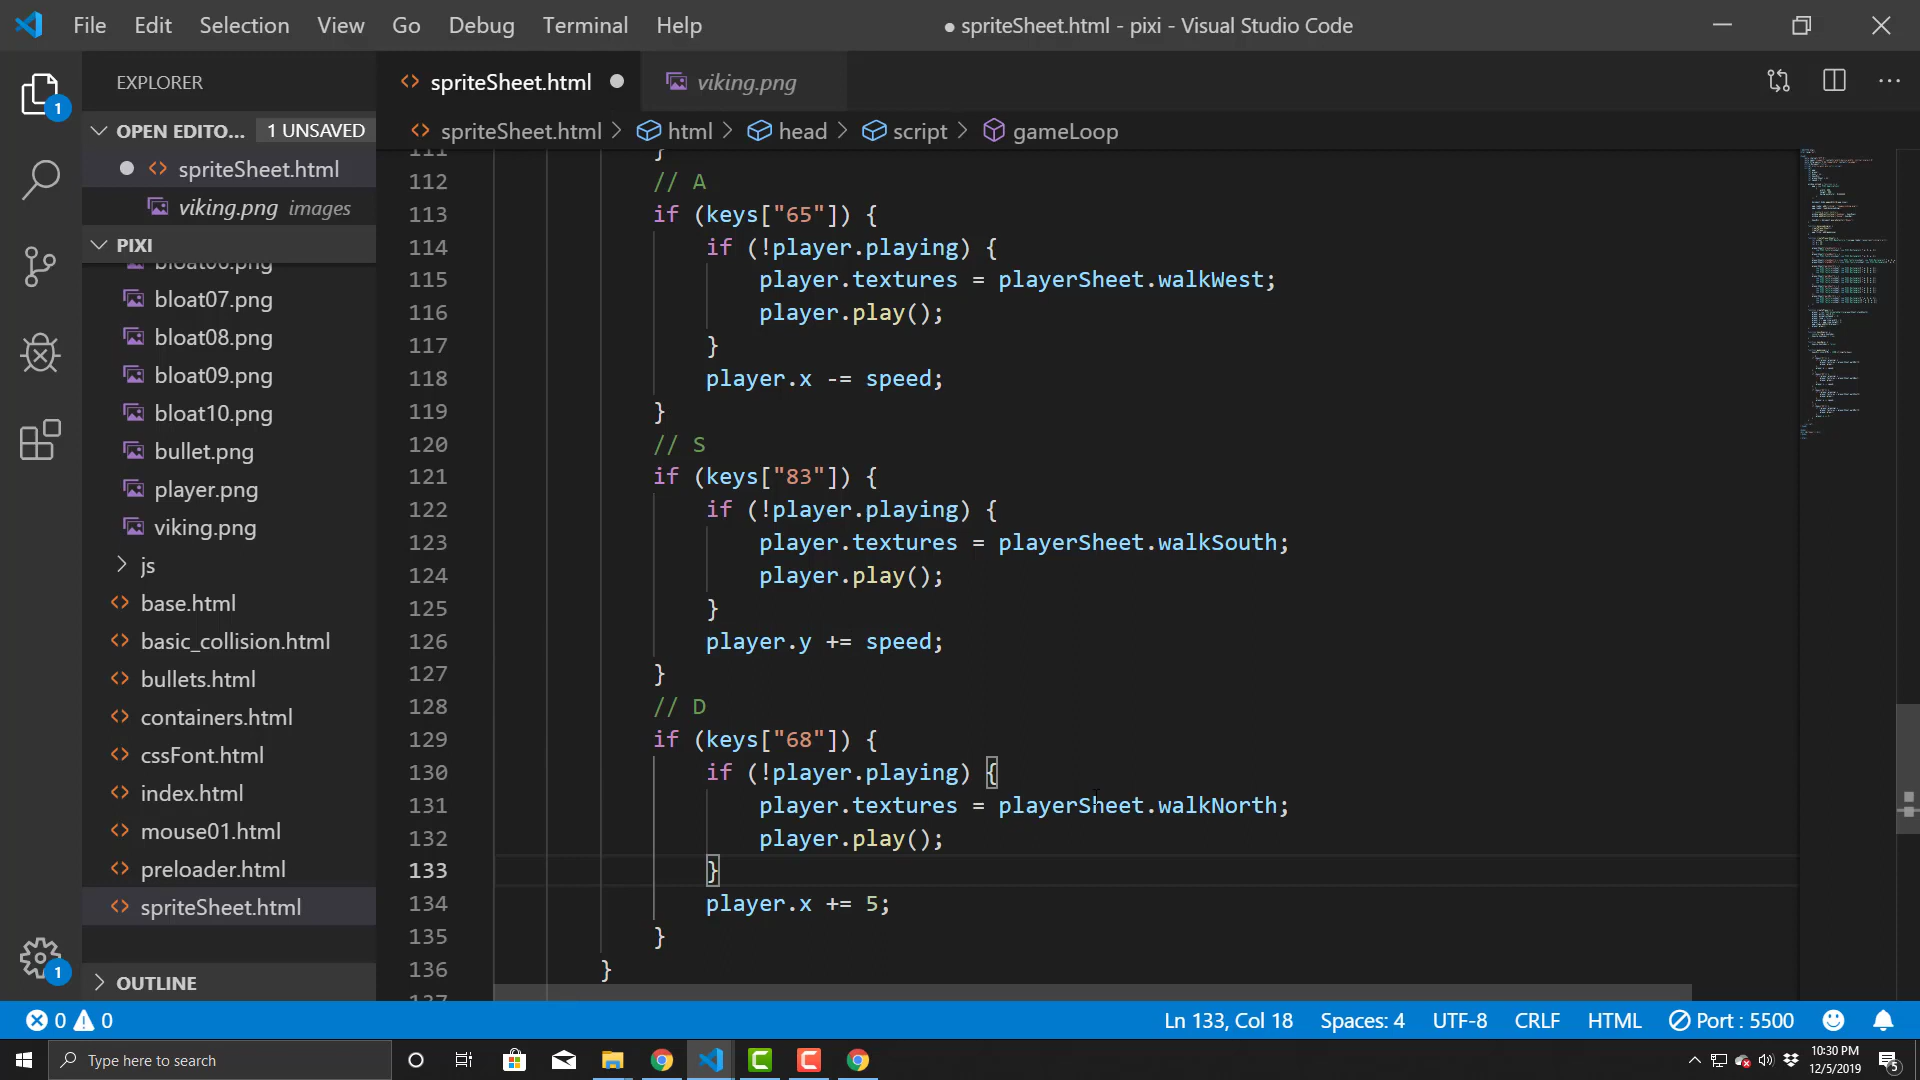 File Edit Selection View Go Debug Terminal Help
● spriteSheet.html - pixi - Visual Studio Code
EXPLORER
OPEN EDITO... 1 UNSAVED
spriteSheet.html
viking.png images
PIXI
bloat06.png
bloat07.png
bloat08.png
bloat09.png
bloat10.png
bullet.png
player.png
viking.png
js
base.html
basic_collision.html
bullets.html
containers.html
cssFont.html
index.html
mouse01.html
preloader.html
spriteSheet.html
OUTLINE
1
1
spriteSheet.html viking.png
spriteSheet.html > html > head > script > gameLoop
111 }
112 // A
113 if (keys["65"]) {
114 if (!player.playing) {
115 player.textures = playerSheet.walkWest;
116 player.play();
117 }
118 player.x -= speed;
119 }
120 // S
121 if (keys["83"]) {
122 if (!player.playing) {
123 player.textures = playerSheet.walkSouth;
124 player.play();
125 }
126 player.y += speed;
127 }
128 // D
129 if (keys["68"]) {
130 if (!player.playing) {
131 player.textures = playerSheet.walkNorth;
132 player.play();
133 }
134 player.x += 5;
135 }
136 }
137
0 0 Ln 133, Col 18 Spaces: 4 UTF-8 CRLF HTML Port : 5500
Type here to search
10:30 PM
12/5/2019
5